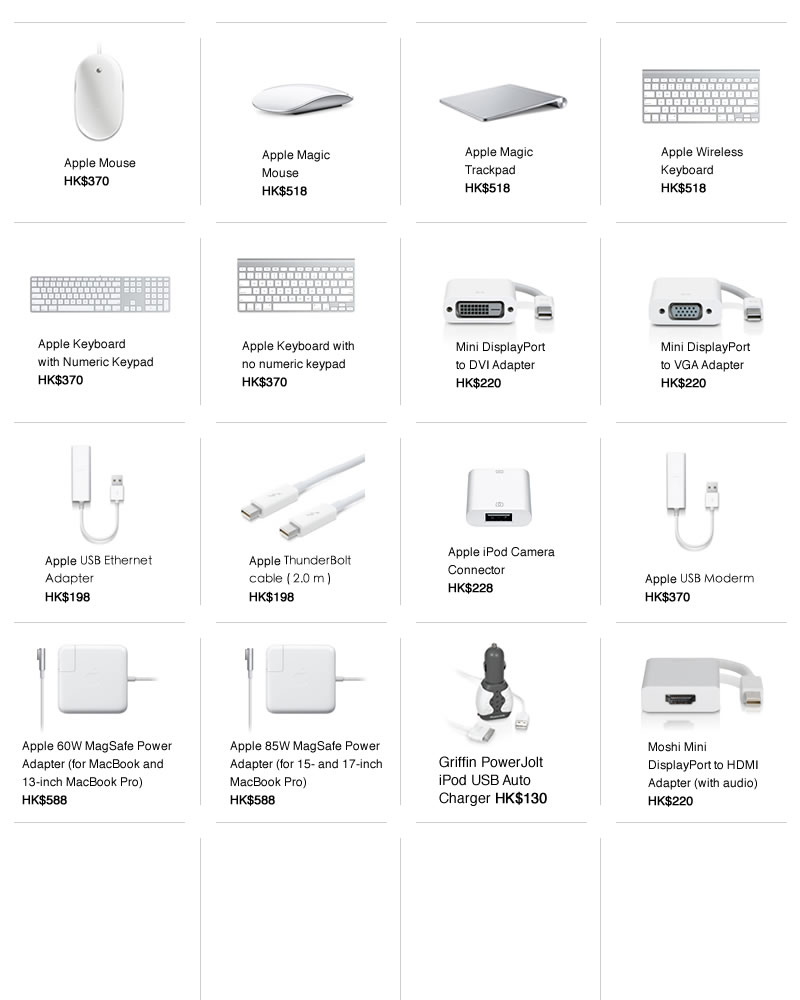 Apple Mouse
HK$370
Apple Magic
Mouse
HK$518
Apple Magic
Trackpad
HK$518
Apple Wireless
Keyboard
HK$518
Apple Keyboard
with Numeric Keypad
HK$370
Apple Keyboard with
no numeric keypad
HK$370
Mini DisplayPort
to DVI Adapter
HK$220
Mini DisplayPort
to VGA Adapter
HK$220
Apple USB Ethernet
Adapter
HK$198
Apple ThunderBolt
cable ( 2.0 m )
HK$198
Apple iPod Camera
Connector
HK$228
Apple USB Moderm
HK$370
Apple 60W MagSafe Power
Adapter (for MacBook and
13-inch MacBook Pro)
HK$588
Apple 85W MagSafe Power
Adapter (for 15- and 17-inch
MacBook Pro)
HK$588
Griffin PowerJolt
iPod USB Auto
Charger HK$130
Moshi Mini
DisplayPort to HDMI
Adapter (with audio)
HK$220